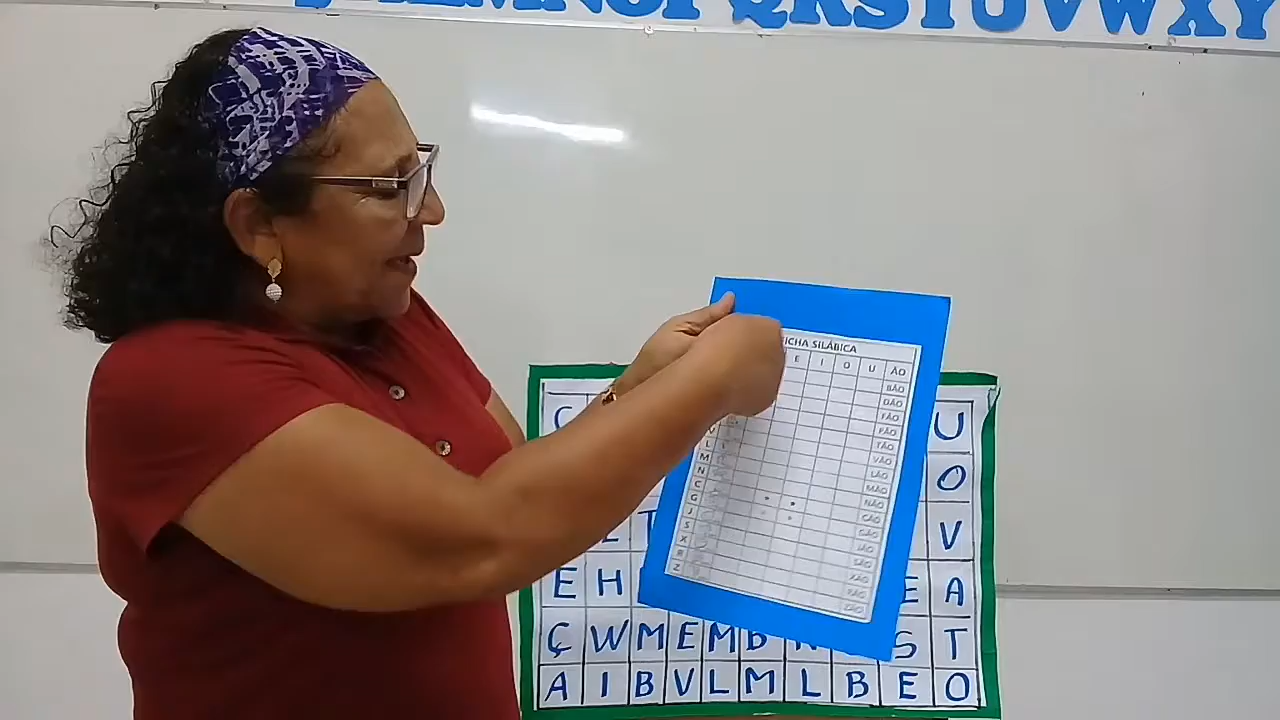 Ç L M N O P Q R S T U V W X Y
FICHA SILÁBICA
E I O U ÃO
BÃO
DÃO
FÃO
PÃO
TÃO
V VÃO
L LÃO
M MÃO
N NÃO
C CÃO
G GÃO
J JÃO
S SÃO
X XÃO
R RÃO
Z ZÃO
Ç U
O
T V
E H E A
Ç W M E M B S T
A I B V L M L B E O